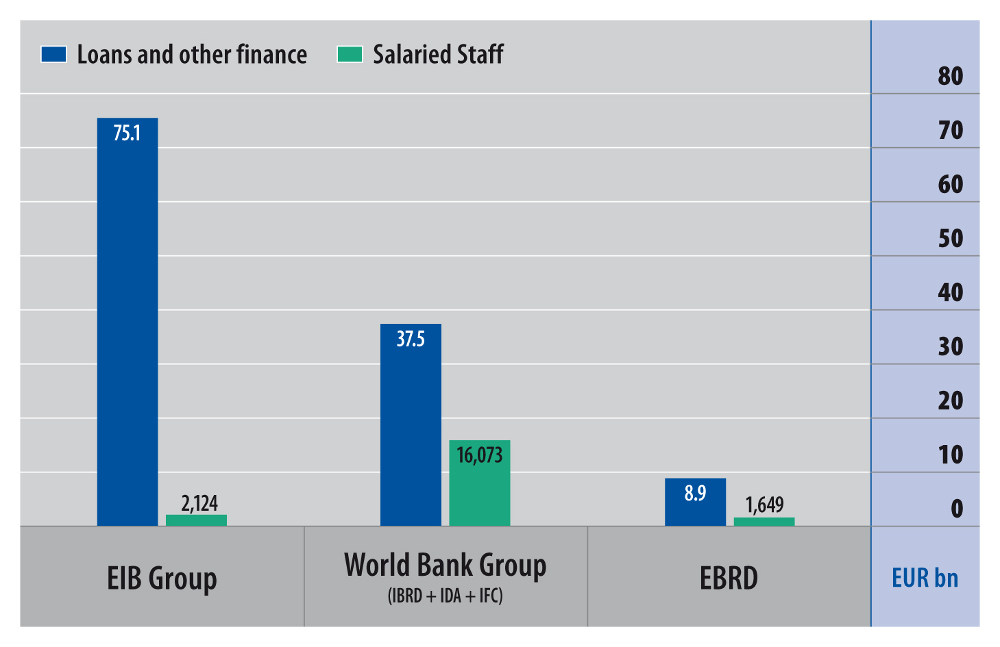 Loans and other finance
Salaried Staff
80
70
60
50
40
30
20
10
0
75.1
2,124
37.5
16,073
8.9
1,649
EIB Group
World Bank Group
(IBRD + IDA + IFC)
EBRD
EUR bn